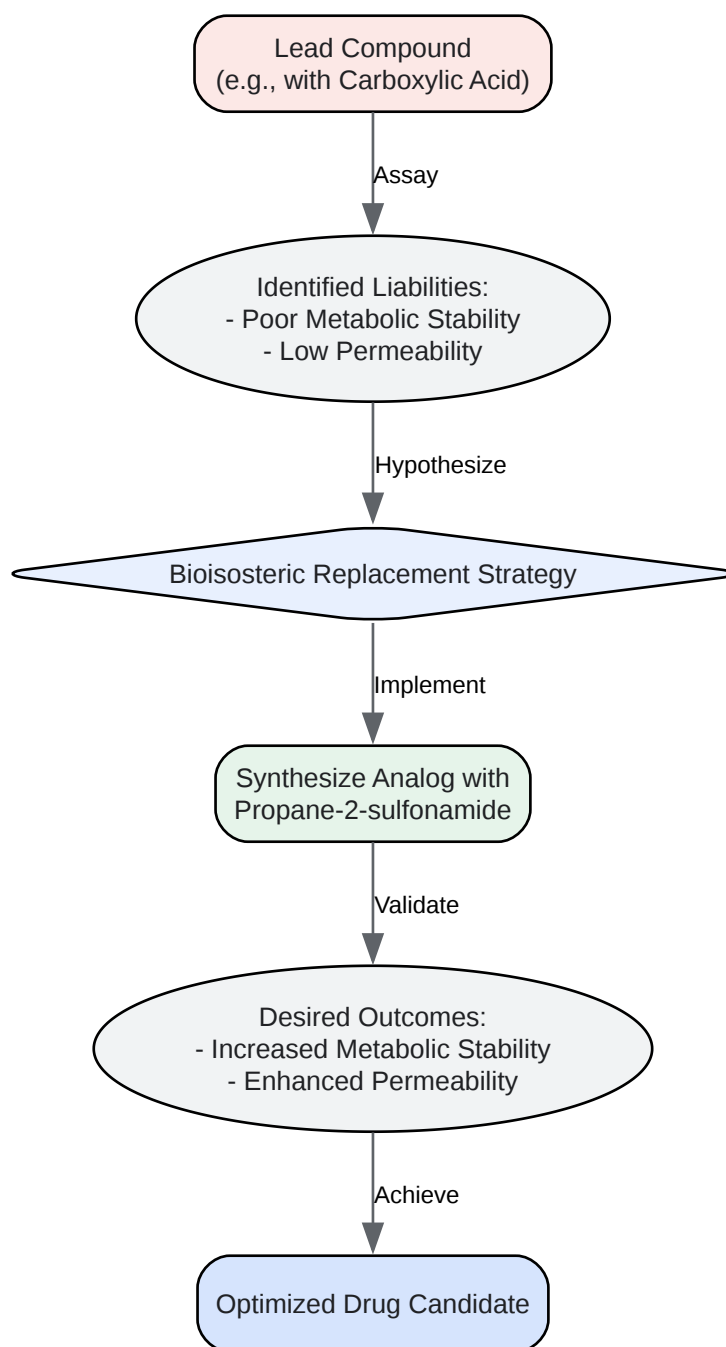 Lead Compound
(e.g., with Carboxylic Acid)
Assay
Identified Liabilities:
- Poor Metabolic Stability
- Low Permeability
Hypothesize
Bioisosteric Replacement Strategy
Implement
Synthesize Analog with
Propane-2-sulfonamide
Validate
Desired Outcomes:
- Increased Metabolic Stability
- Enhanced Permeability
Achieve
Optimized Drug Candidate